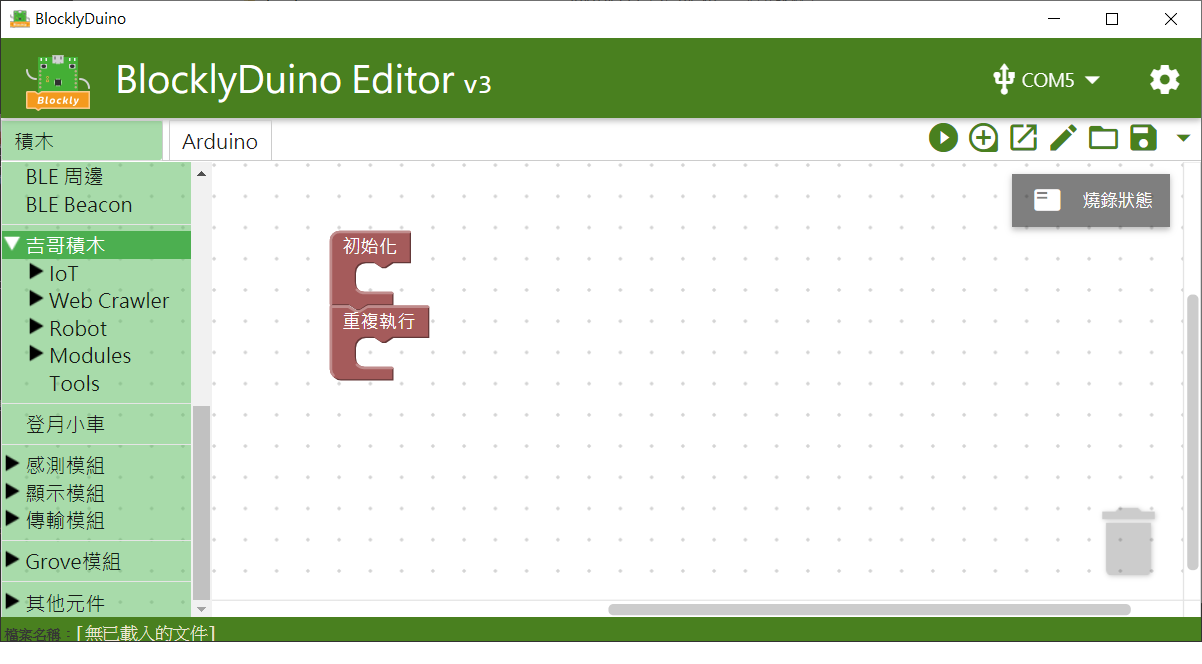 BlocklyDuino
Blockly
BlocklyDuino Editor v3
COM5
積木
Arduino
BLE 周邊
BLE Beacon
吉哥積木
IoT
Web Crawler
Robot
Modules
Tools
登月小車
感測模組
顯示模組
傳輸模組
Grove模組
其他元件
初始化
重複執行
燒錄狀態
檔案名稱：[無已載入的文件]